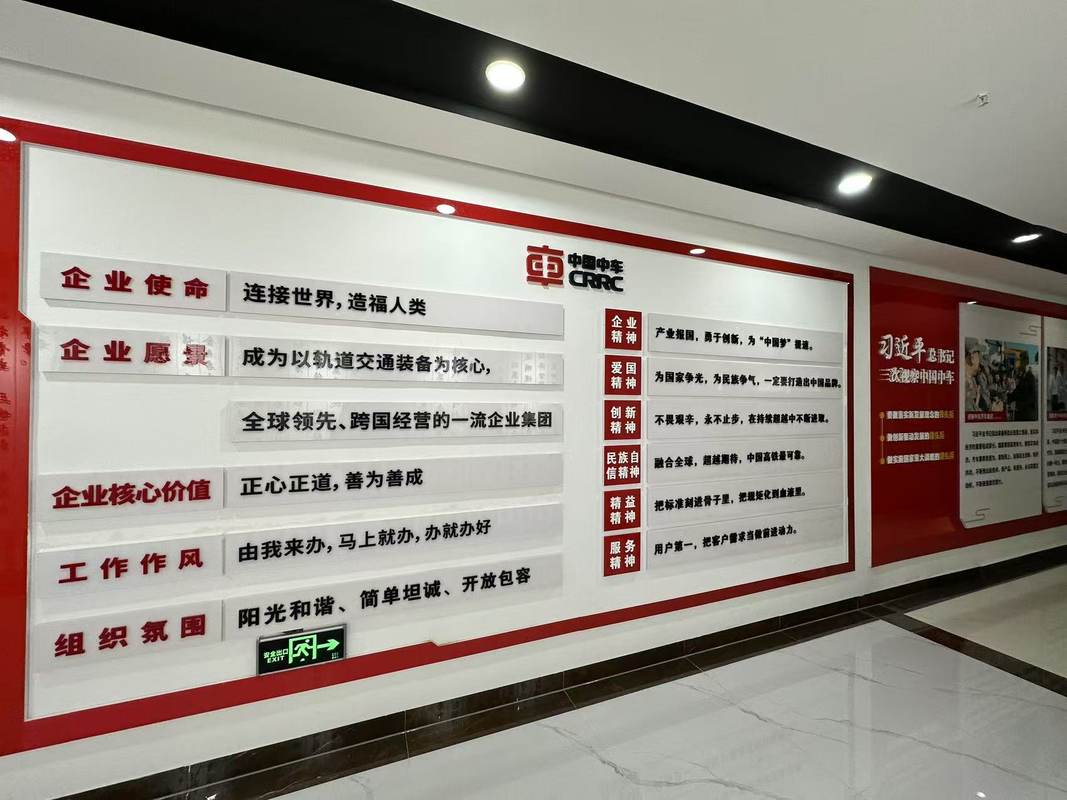 中国中车
CRRC
企业使命
连接世界，造福人类
企业愿景
成为以轨道交通装备为核心，
全球领先、跨国经营的一流企业集团
企业核心价值
正心正道，善为善成
工作作风
由我来办，马上就办，办就办好
组织氛围
阳光和谐、简单坦诚、开放包容
安全出口
EXIT
企业
精神
产业报国，勇于创新，为“中国梦”提速。
爱国
精神
为国家争光，为民族争气，一定要打造出中国品牌。
创新
精神
不畏艰辛，永不止步，在持续超越中不断进取。
民族自
信精神
融合全球，超越期待，中国高铁最可靠。
精益
精神
把标准刻进骨子里，把规矩化到血液里。
服务
精神
用户第一，把客户需求当做前进动力。
习近平总书记
三次视察中国中车